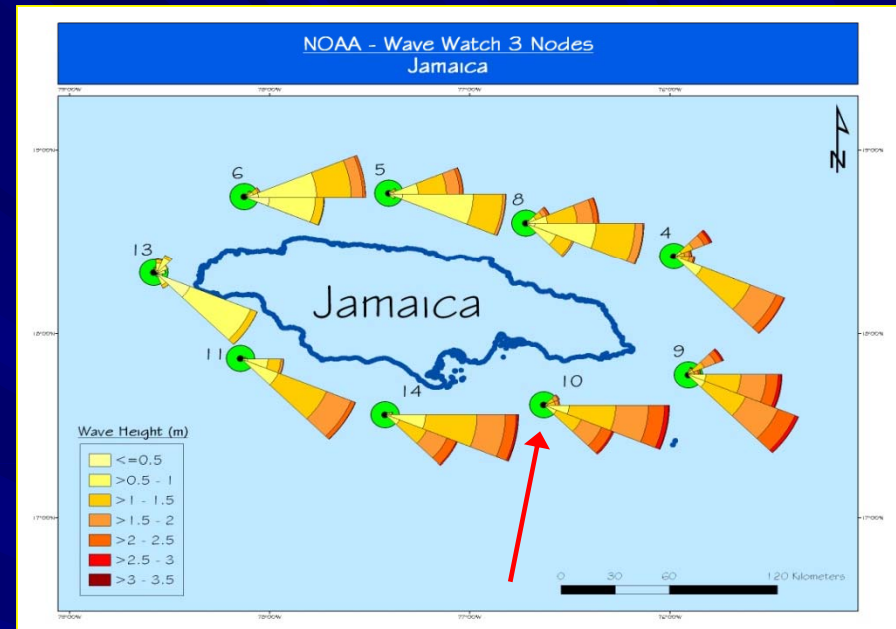 NOAA - Wave Watch 3 Nodes
Jamaica
N
6
5
8
4
13
Jamaica
11
14
10
9
Wave Height (m)
<=0.5
>0.5 - 1
>1 - 1.5
>1.5 - 2
>2 - 2.5
>2.5 - 3
>3 - 3.5
0 30 60 120 Kilometers